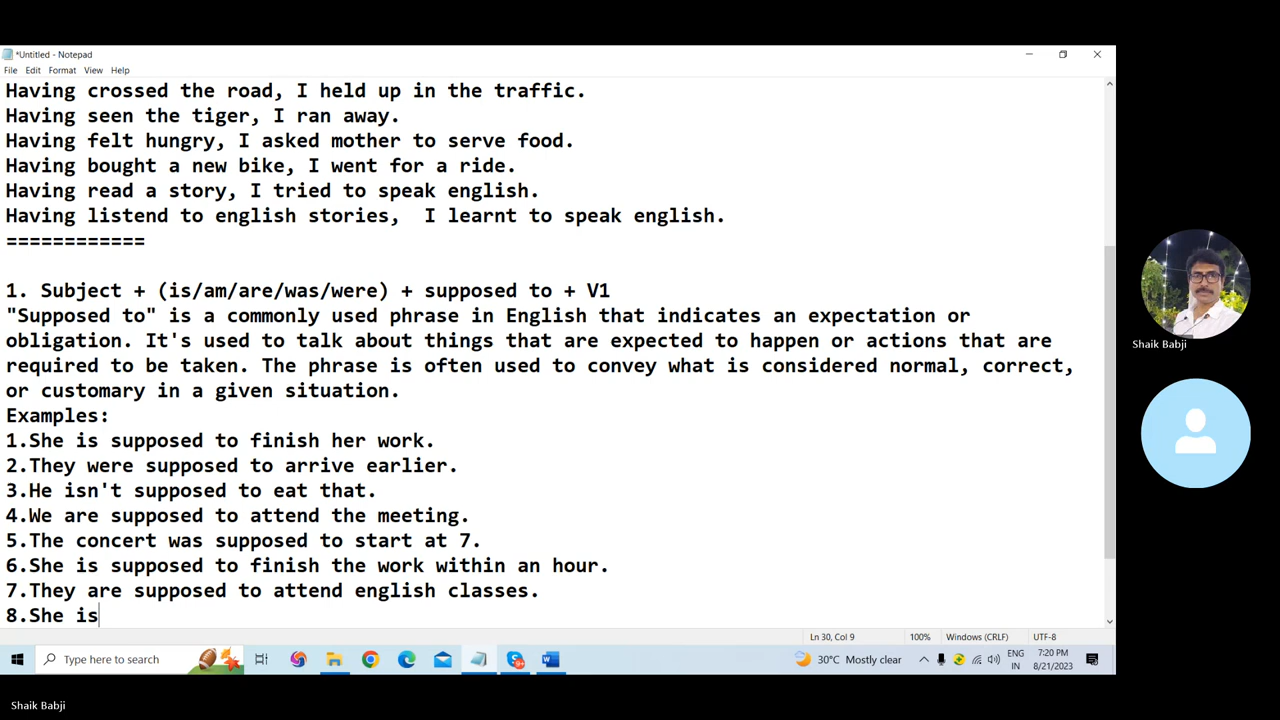 *Untitled - Notepad
File Edit Format View Help
Having crossed the road, I held up in the traffic.
Having seen the tiger, I ran away.
Having felt hungry, I asked mother to serve food.
Having bought a new bike, I went for a ride.
Having read a story, I tried to speak english.
Having listend to english stories,  I learnt to speak english.
============
1. Subject + (is/am/are/was/were) + supposed to + V1
"Supposed to" is a commonly used phrase in English that indicates an expectation or
obligation. It's used to talk about things that are expected to happen or actions that are
required to be taken. The phrase is often used to convey what is considered normal, correct,
or customary in a given situation.
Examples:
1.She is supposed to finish her work.
2.They were supposed to arrive earlier.
3.He isn't supposed to eat that.
4.We are supposed to attend the meeting.
5.The concert was supposed to start at 7.
6.She is supposed to finish the work within an hour.
7.They are supposed to attend english classes.
8.She is
Shaik Babji
Ln 30, Col 9 100% Windows (CRLF) UTF-8
Type here to search 30°C Mostly clear ENG IN 7:20 PM 8/21/2023
Shaik Babji